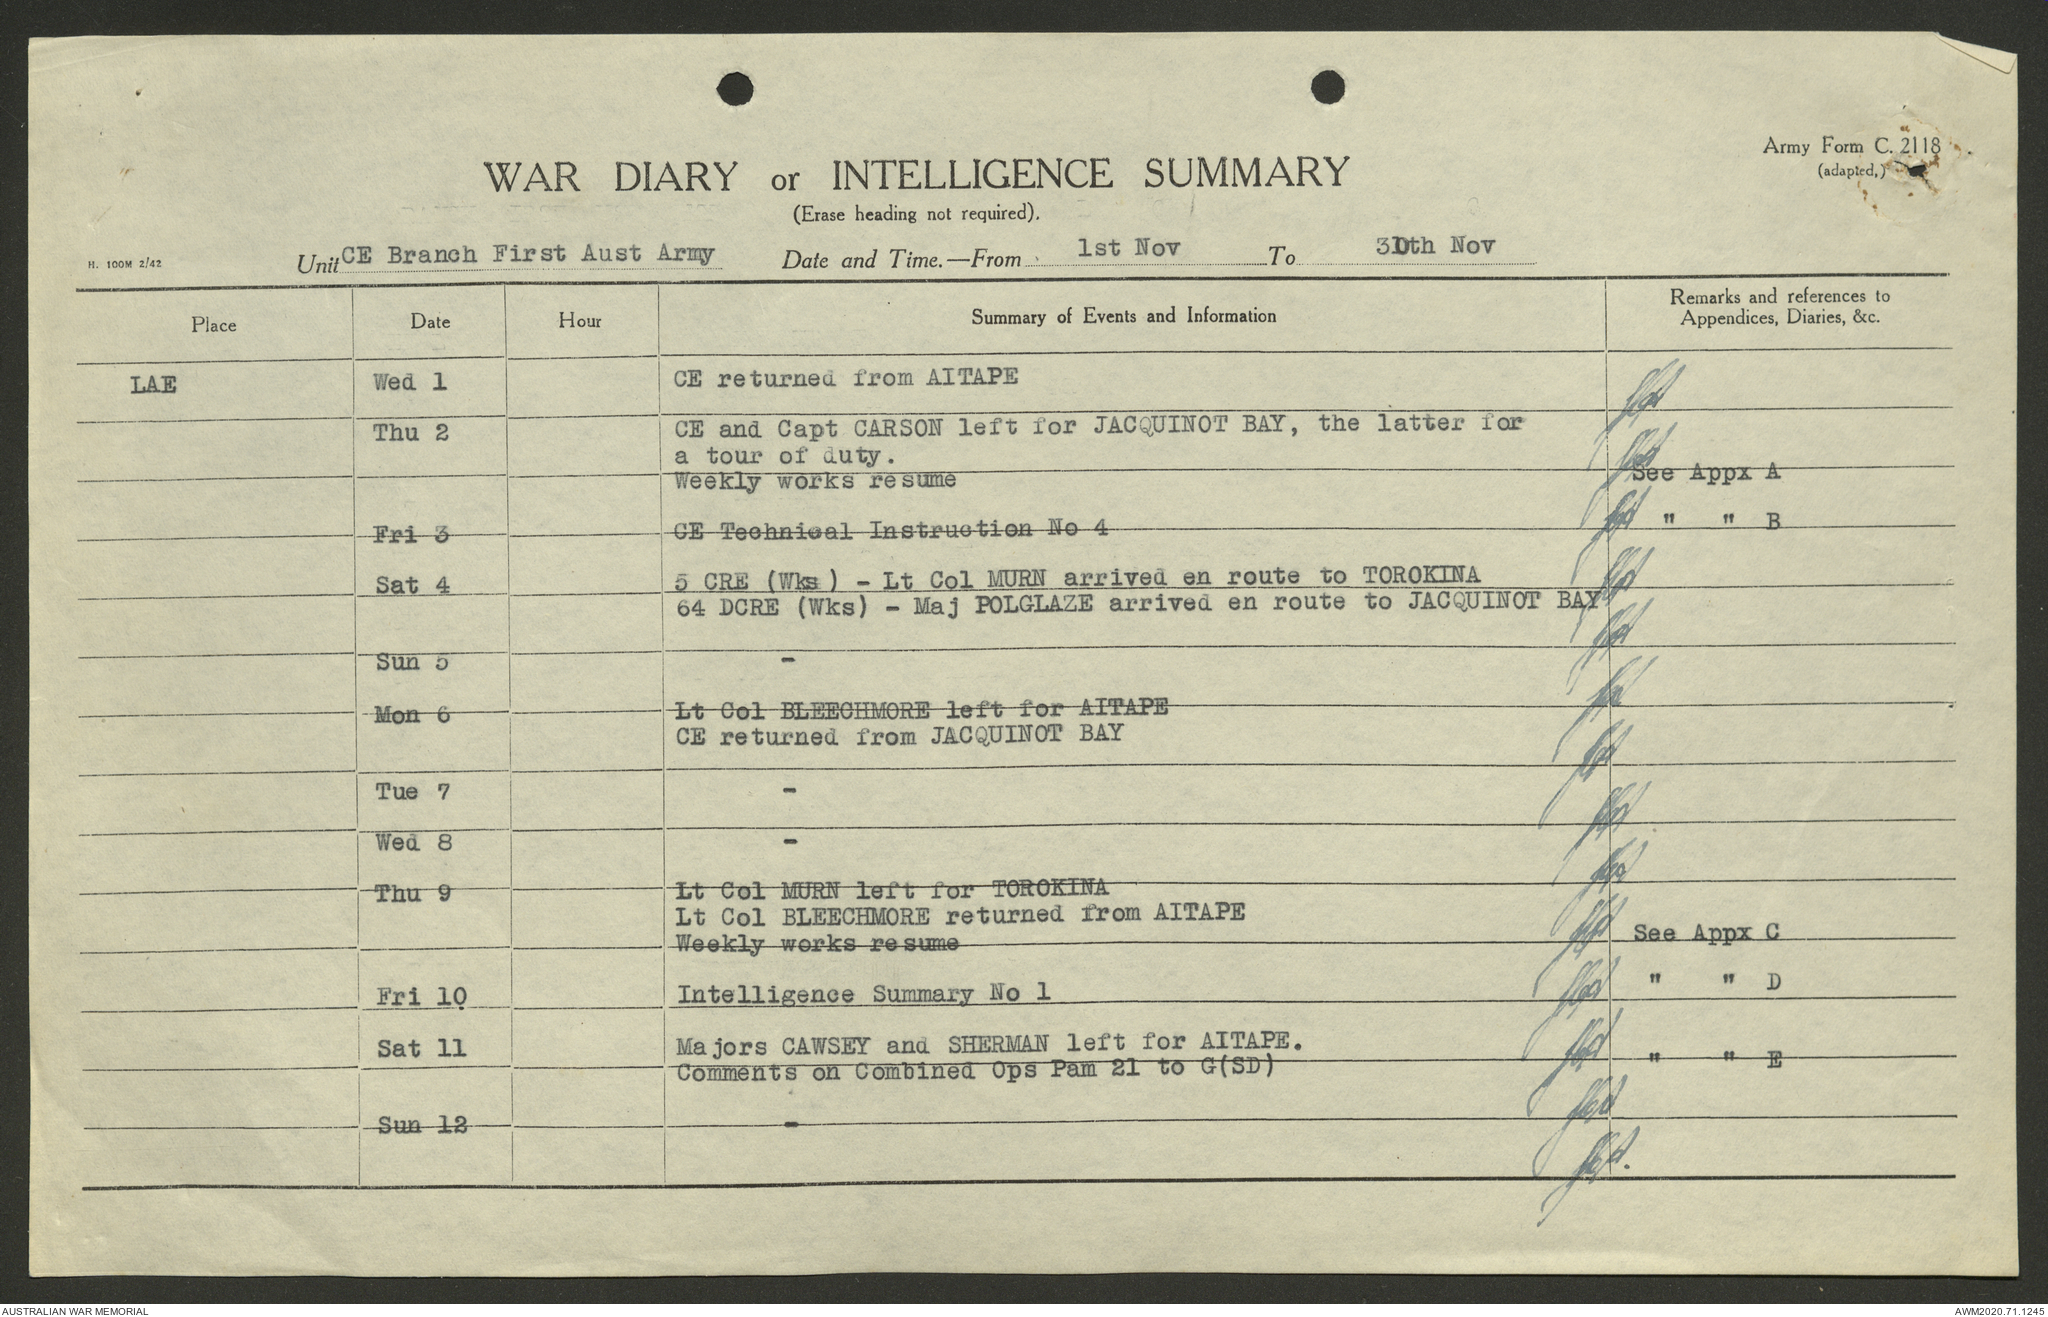 Army Form C. 2118
(adapted.)
WAR DIARY or INTELLIGENCE SUMMARY
(Erase heading not required).
H. 100M 2/42
Unit CE Branch First Aust Army Date and Time.—From 1st Nov To 30th Nov
Place Date Hour Summary of Events and Information Remarks and references to
Appendices, Diaries, &c.
LAE Wed 1 CE returned from AITAPE
Thu 2 CE and Capt CARSON left for JACQUINOT BAY, the latter for
a tour of duty.
Weekly works resume See Appx A
Fri 3 CE Technical Instruction No 4 " " B
Sat 4 5 CRE (Wks) - Lt Col MURN arrived en route to TOROKINA
64 DCRE (Wks) - Maj POLGLAZE arrived en route to JACQUINOT BAY
Sun 5 -
Mon 6 Lt Col BLEECHMORE left for AITAPE
CE returned from JACQUINOT BAY
Tue 7 -
Wed 8 -
Thu 9 Lt Col MURN left for TOROKINA
Lt Col BLEECHMORE returned from AITAPE
Weekly works resume See Appx C
Fri 10 Intelligence Summary No 1 " " D
Sat 11 Majors CAWSEY and SHERMAN left for AITAPE.
Comments on Combined Ops Pam 21 to G(SD) " " E
Sun 12 -
AUSTRALIAN WAR MEMORIAL
AWM2020.71.1245